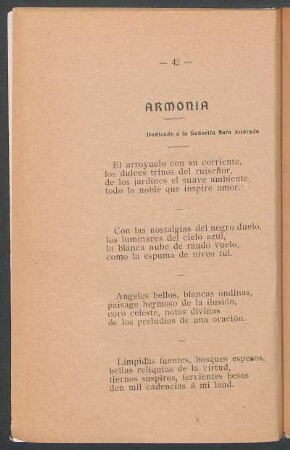 — 43 —
ARMONIA
Dedicado á la Señorita Sara Andrade
El arroyuelo con su corriente,
los dulces trinos del ruiseñor,
de los jardines el suave ambiente,
todo lo noble que inspire amor.
—
Con las nostalgias del negro duelo,
los luminares del cielo azul,
la blanca nube de raudo vuelo,
como la espuma de niveo tul.
—
Angeles bellos, blancas ondinas,
paisage hermoso de la ilusión,
coro celeste, notas divinas
de los preludios de una oración.
—
Limpidas fuentes, bosques espesos,
bellas reliquias de la virtud,
tiernos suspiros, fervientes besos
den mil cadencias á mi laud.